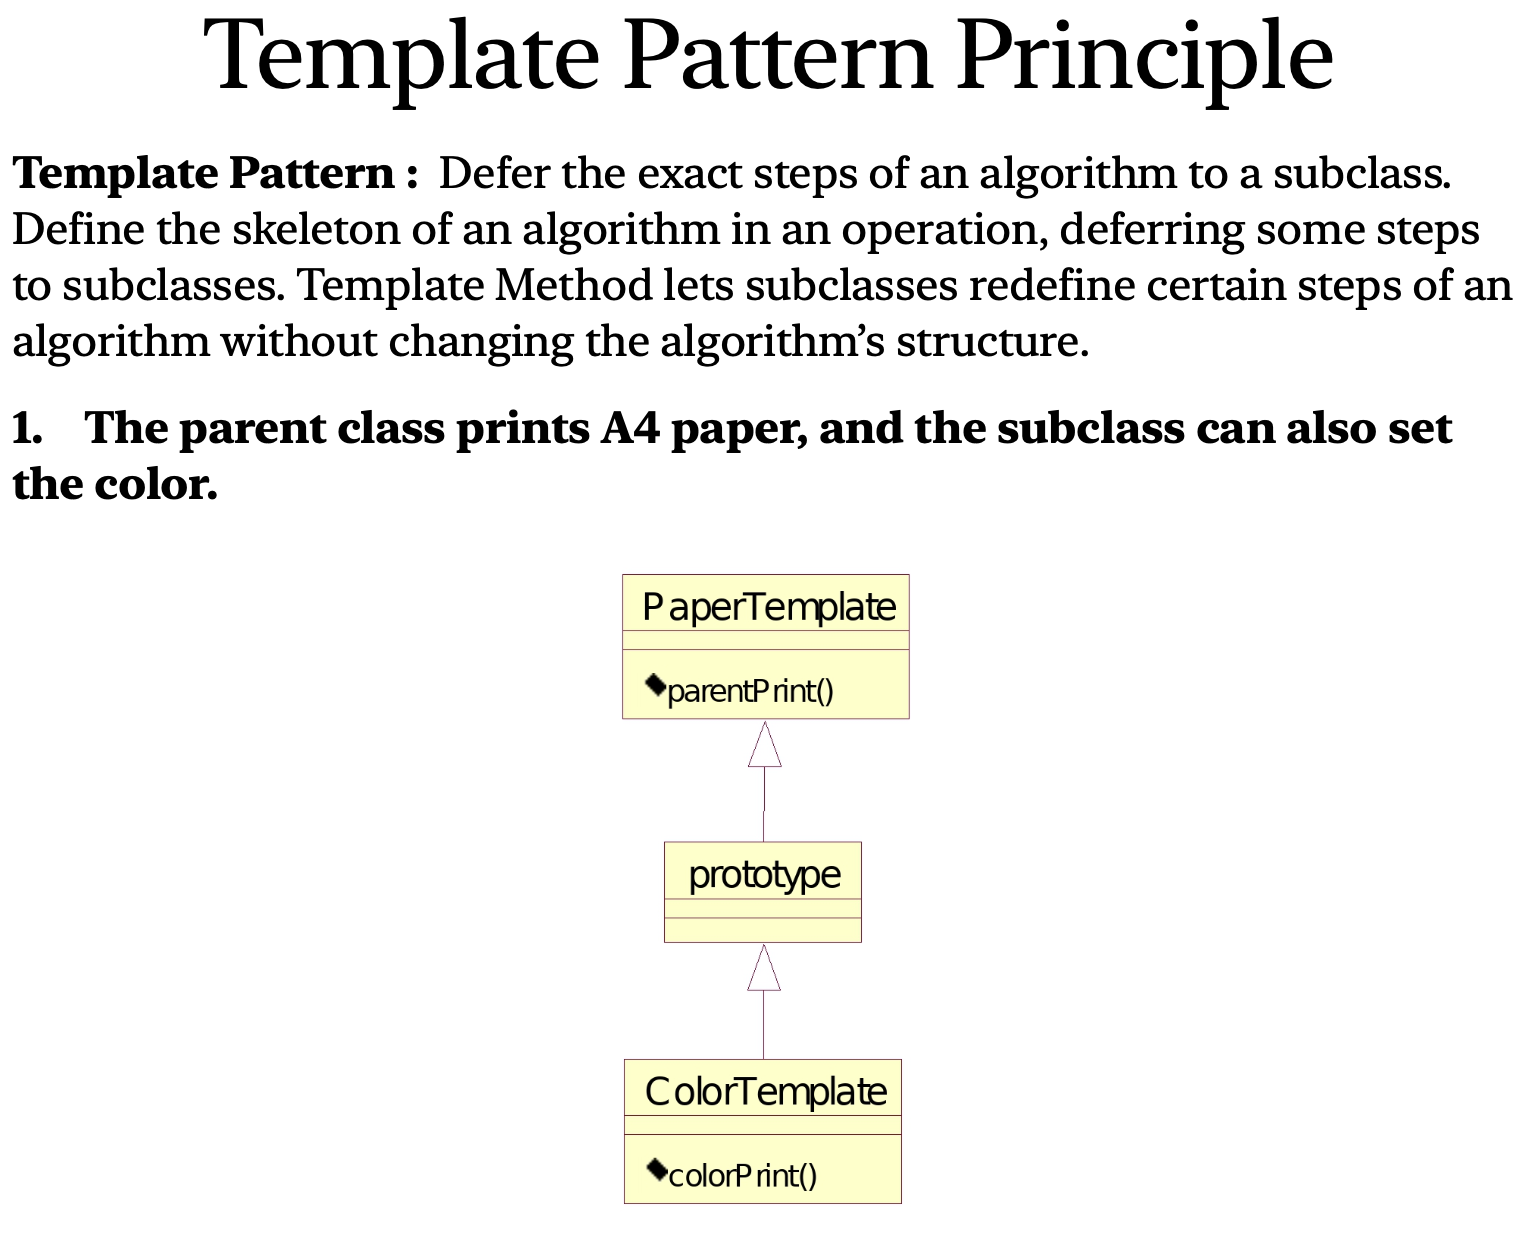 Template Pattern Principle
Template Pattern : Defer the exact steps of an algorithm to a subclass.
Define the skeleton of an algorithm in an operation, deferring some steps
to subclasses. Template Method lets subclasses redefine certain steps of an
algorithm without changing the algorithm’s structure.
1. The parent class prints A4 paper, and the subclass can also set
the color.
PaperTemplate
parentPrint()
prototype
ColorTemplate
colorPrint()